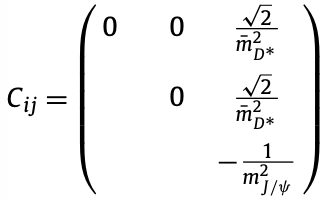 C_{ij} = \begin{pmatrix} 0 & 0 & \frac{\sqrt{2}}{\bar{m}_{D^*}^2} \\ & 0 & \frac{\sqrt{2}}{\bar{m}_{D^*}^2} \\ & & -\frac{1}{m_{J/\psi}^2} \end{pmatrix}